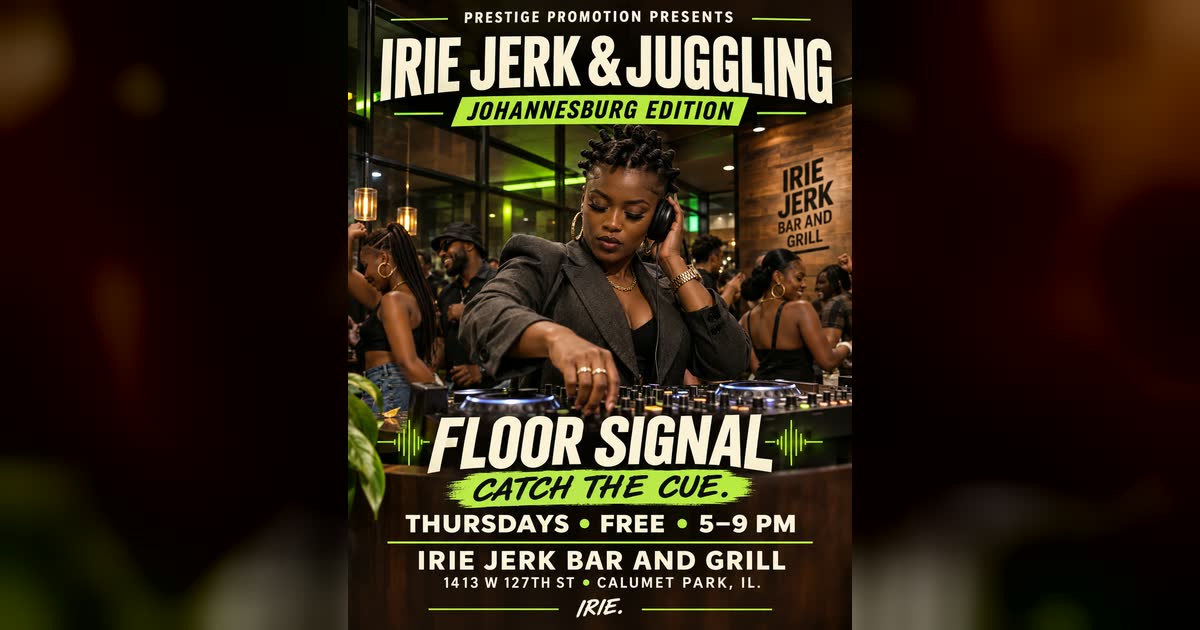 PRESTIGE PROMOTION PRESENTS
IRIE JERK & JUGGLING
JOHANNESBURG EDITION
IRIE
JERK
BAR AND
GRILL
FLOOR SIGNAL
CATCH THE CUE.
THURSDAYS • FREE • 5–9 PM
IRIE JERK BAR AND GRILL
1413 W 127TH ST • CALUMET PARK, IL.
IRIE.